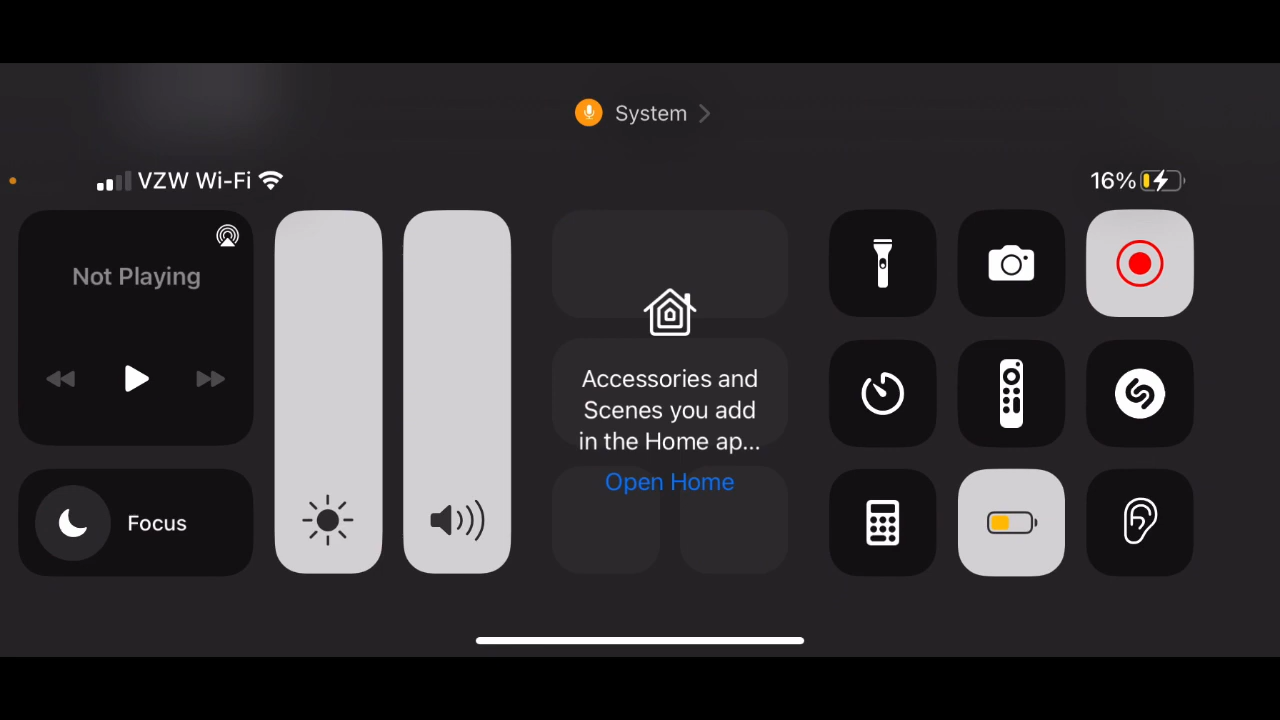 System
VZW Wi-Fi
16%
Not Playing
Accessories and
Scenes you add
in the Home ap...
Open Home
Focus